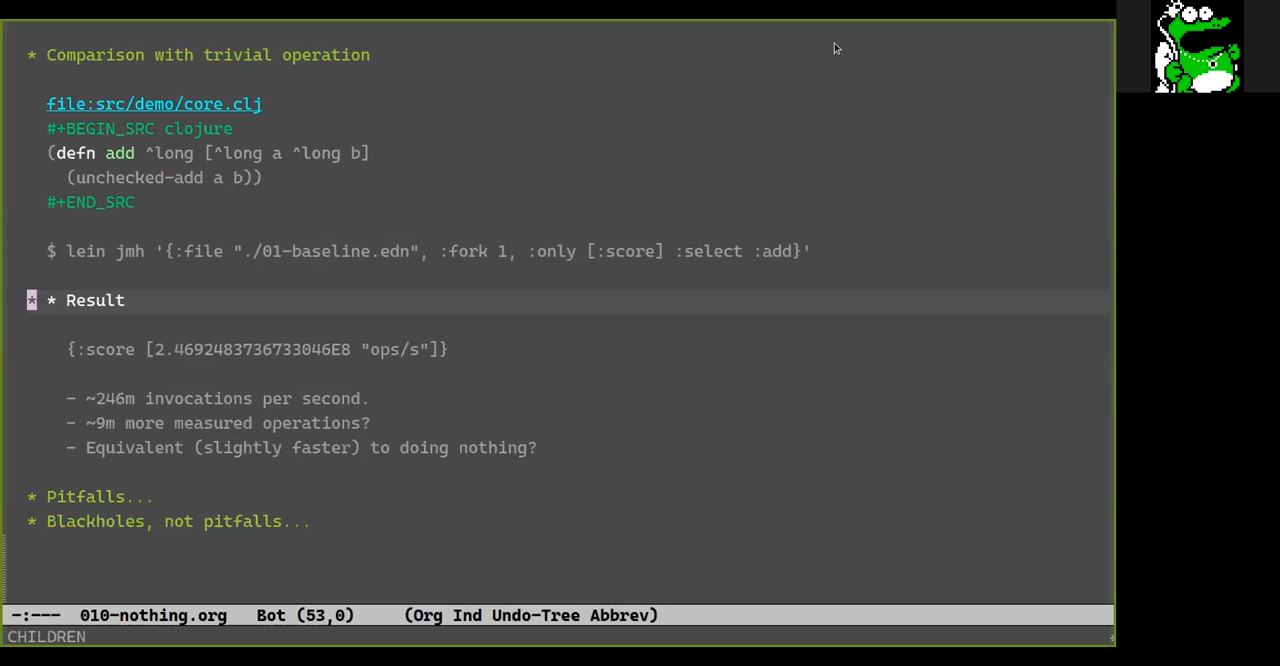 * Comparison with trivial operation
file:src/demo/core.clj
#+BEGIN_SRC clojure
(defn add ^long [^long a ^long b]
(unchecked-add a b))
#+END_SRC
$ lein jmh '{:file "./01-baseline.edn", :fork 1, :only [:score] :select :add}'
* * Result
{:score [2.4692483736733046E8 "ops/s"]}
- ~246m invocations per second.
- ~9m more measured operations?
- Equivalent (slightly faster) to doing nothing?
* Pitfalls...
* Blackholes, not pitfalls...
-:--- 010-nothing.org Bot (53,0) (Org Ind Undo-Tree Abbrev)
CHILDREN